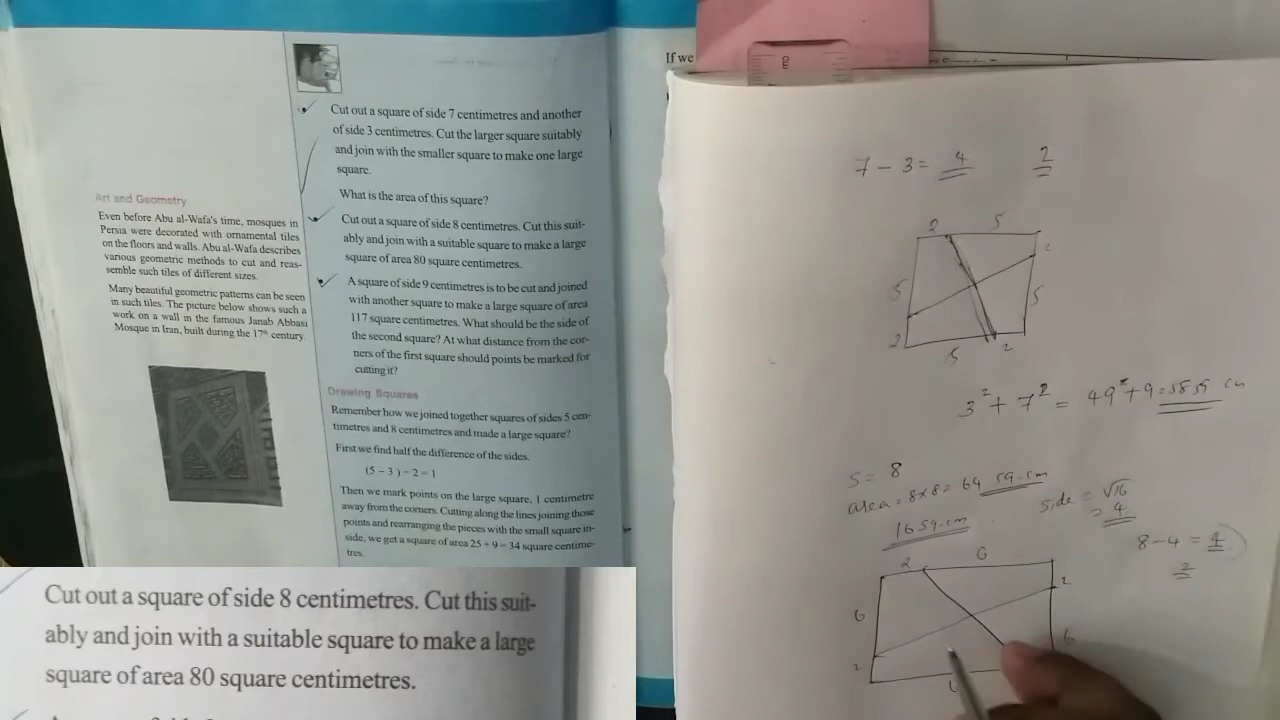 Cut out a square of side 7 centimetres and another
of side 3 centimetres. Cut the larger square suitably
and join with the smaller square to make one large
square.
What is the area of this square?
Cut out a square of side 8 centimetres. Cut this suit-
ably and join with a suitable square to make a large
square of area 80 square centimetres.
A square of side 9 centimetres is to be cut and joined
with another square to make a large square of area
117 square centimetres. What should be the side of
the second square? At what distance from the cor-
ners of the first square should points be marked for
cutting it?
Drawing Squares
Remember how we joined together squares of sides 5 cen-
timetres and 8 centimetres and made a large square?
First we find half the difference of the sides.
(5 – 3) ÷ 2 = 1
Then we mark points on the large square, 1 centimetre
away from the corners. Cutting along the lines joining those
points and rearranging the pieces with the small square in-
side, we get a square of area 25 + 9 = 34 square centime-
tres.
Art and Geometry
Even before Abu al-Wafa's time, mosques in
Persia were decorated with ornamental tiles
on the floors and walls. Abu al-Wafa describes
various geometric methods to cut and reas-
semble such tiles of different sizes.
Many beautiful geometric patterns can be seen
in such tiles. The picture below shows such a
work on a wall in the famous Janab Abbasi
Mosque in Iran, built during the 17th century.
Cut out a square of side 8 centimetres. Cut this suit-
ably and join with a suitable square to make a large
square of area 80 square centimetres.
If we
7 – 3 = 4 2
2 5
5 5
2
5 2
3² + 7² =
S = 8
area = 8×8 = 64 sq.cm
16 sq.cm
side = √16
= 4
8 – 4 = 4
2
2 6
6 2
2 6